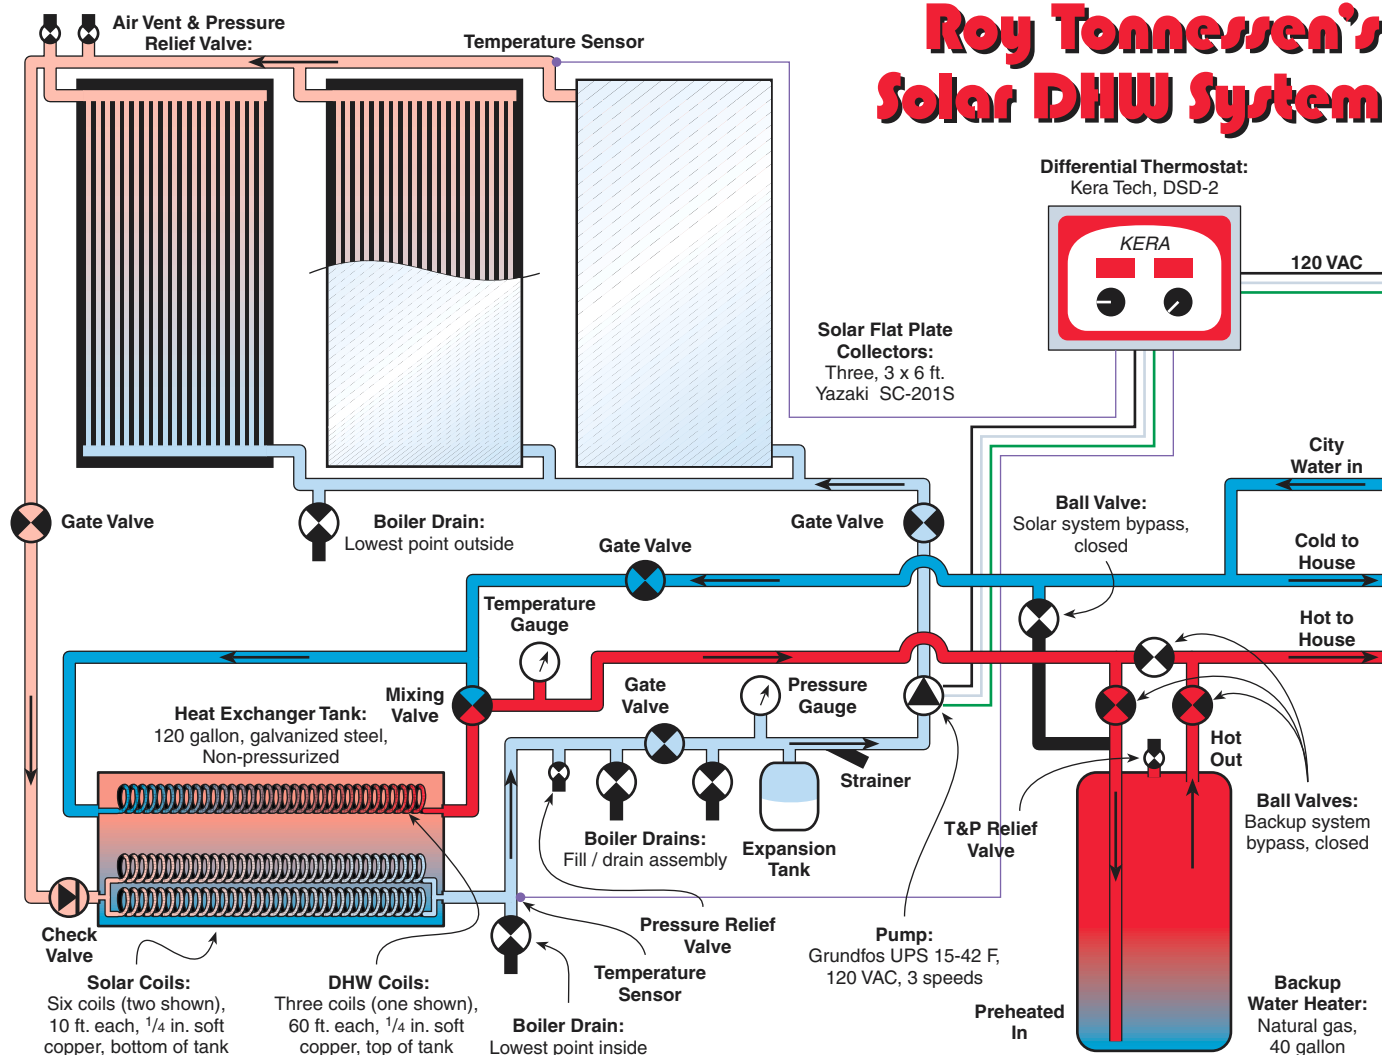 Roy Tonnessen's
Solar DHW System
Air Vent & Pressure
Relief Valve:
Temperature Sensor
Differential Thermostat:
Kera Tech, DSD-2
KERA
120 VAC
Solar Flat Plate
Collectors:
Three, 3 x 6 ft.
Yazaki SC-201S
City
Water in
Gate Valve
Boiler Drain:
Lowest point outside
Gate Valve
Ball Valve:
Solar system bypass,
closed
Gate Valve
Cold to
House
Temperature
Gauge
Hot to
House
Mixing
Valve
Gate
Valve
Pressure
Gauge
Heat Exchanger Tank:
120 gallon, galvanized steel,
Non-pressurized
Hot
Out
Strainer
Boiler Drains:
Fill / drain assembly
Expansion
Tank
T&P Relief
Valve
Ball Valves:
Backup system
bypass, closed
Check
Valve
Pressure Relief
Valve
Pump:
Grundfos UPS 15-42 F,
120 VAC, 3 speeds
Temperature
Sensor
Solar Coils:
Six coils (two shown),
10 ft. each, 1/4 in. soft
copper, bottom of tank
DHW Coils:
Three coils (one shown),
60 ft. each, 1/4 in. soft
copper, top of tank
Boiler Drain:
Lowest point inside
Preheated
In
Backup
Water Heater:
Natural gas,
40 gallon